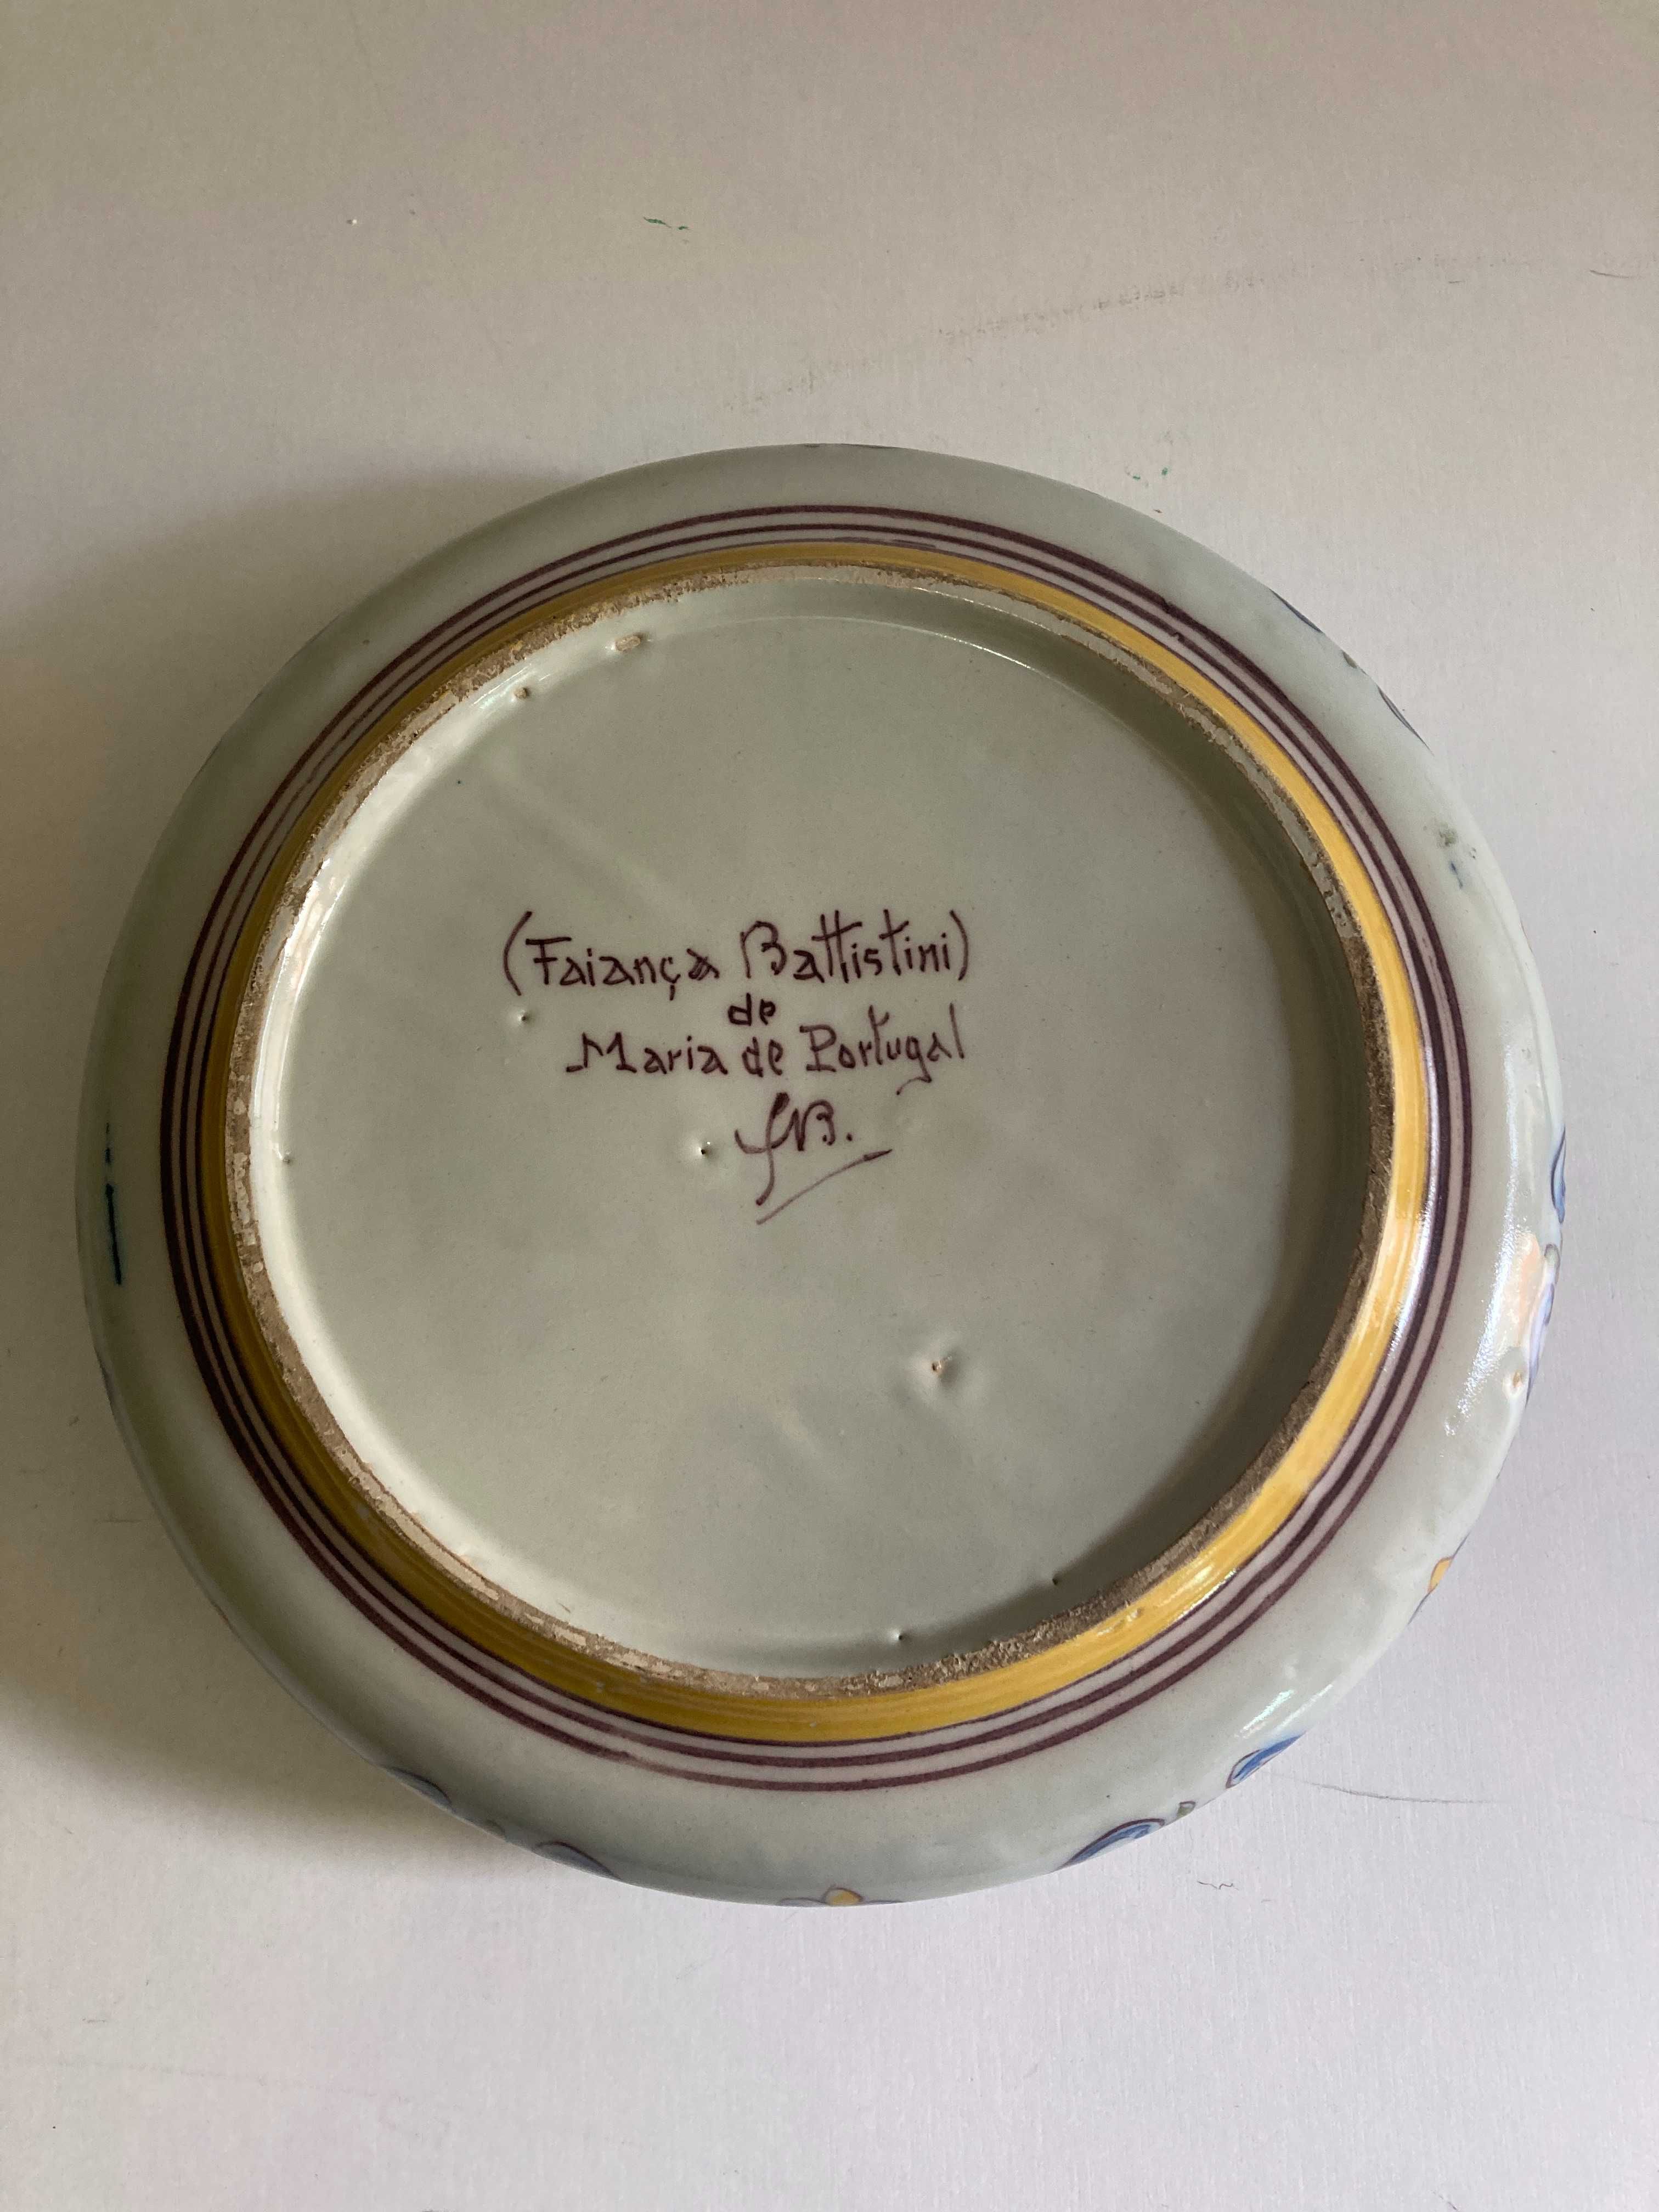 (Faiança Battistini)
de
Maria de Portugal